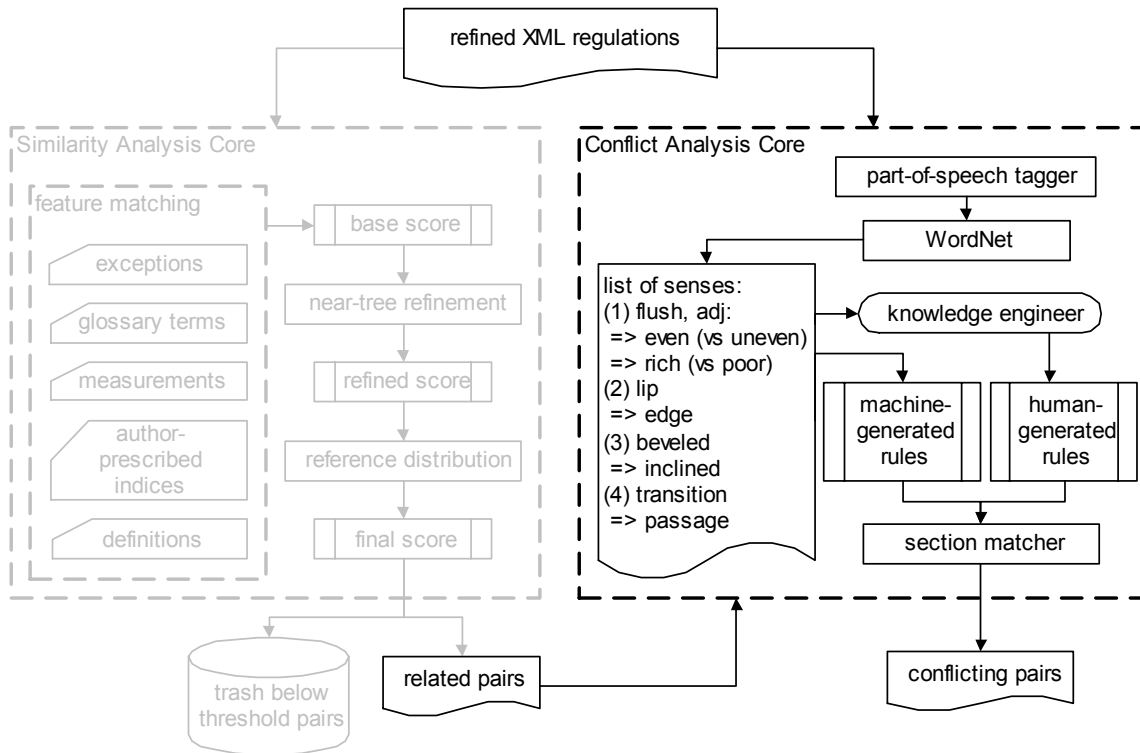 refined XML regulations
Similarity Analysis Core
feature matching
exceptions
glossary terms
measurements
author-
prescribed
indices
definitions
base score
near-tree refinement
refined score
reference distribution
final score
trash below
threshold pairs
related pairs
Conflict Analysis Core
part-of-speech tagger
WordNet
list of senses:
(1) flush, adj:
=> even (vs uneven)
=> rich (vs poor)
(2) lip
=> edge
(3) beveled
=> inclined
(4) transition
=> passage
knowledge engineer
machine-
generated
rules
human-
generated
rules
section matcher
conflicting pairs